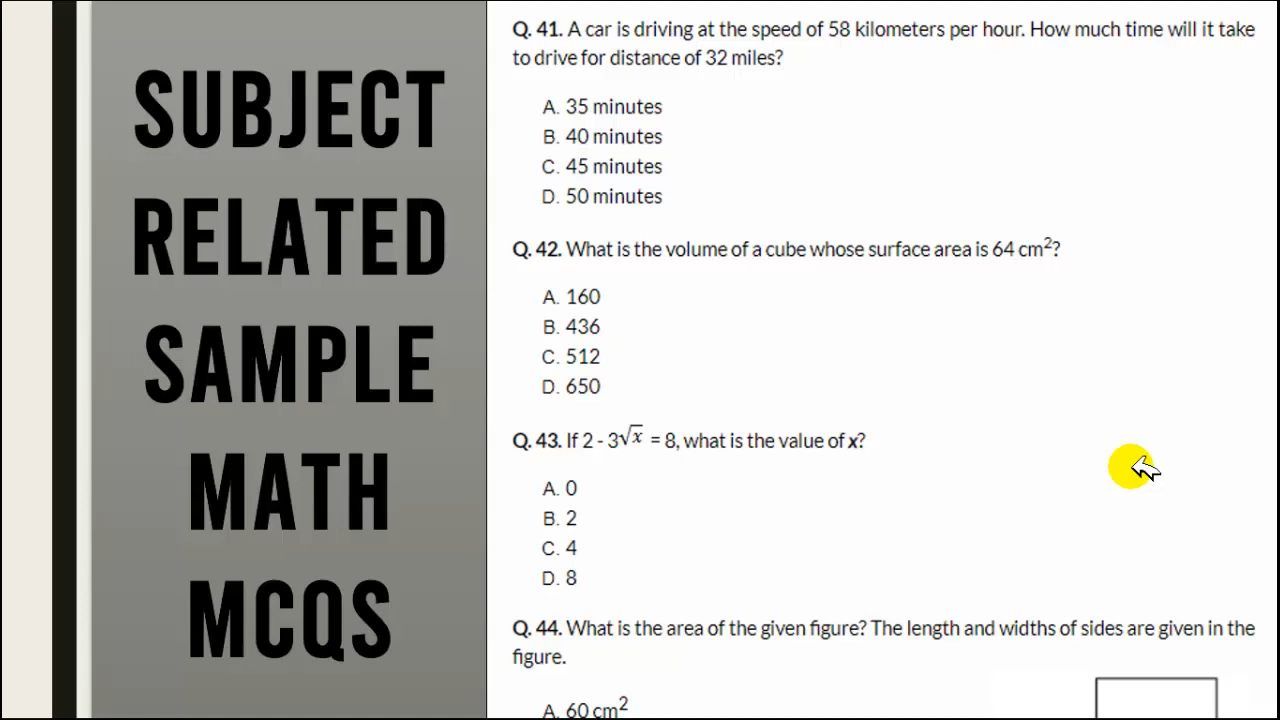 SUBJECT
RELATED
SAMPLE
MATH
MCQS
Q. 41. A car is driving at the speed of 58 kilometers per hour. How much time will it take
to drive for distance of 32 miles?
A. 35 minutes
B. 40 minutes
C. 45 minutes
D. 50 minutes
Q. 42. What is the volume of a cube whose surface area is 64 cm²?
A. 160
B. 436
C. 512
D. 650
Q. 43. If 2 - 3√x = 8, what is the value of x?
A. 0
B. 2
C. 4
D. 8
Q. 44. What is the area of the given figure? The length and widths of sides are given in the
figure.
A. 60 cm²